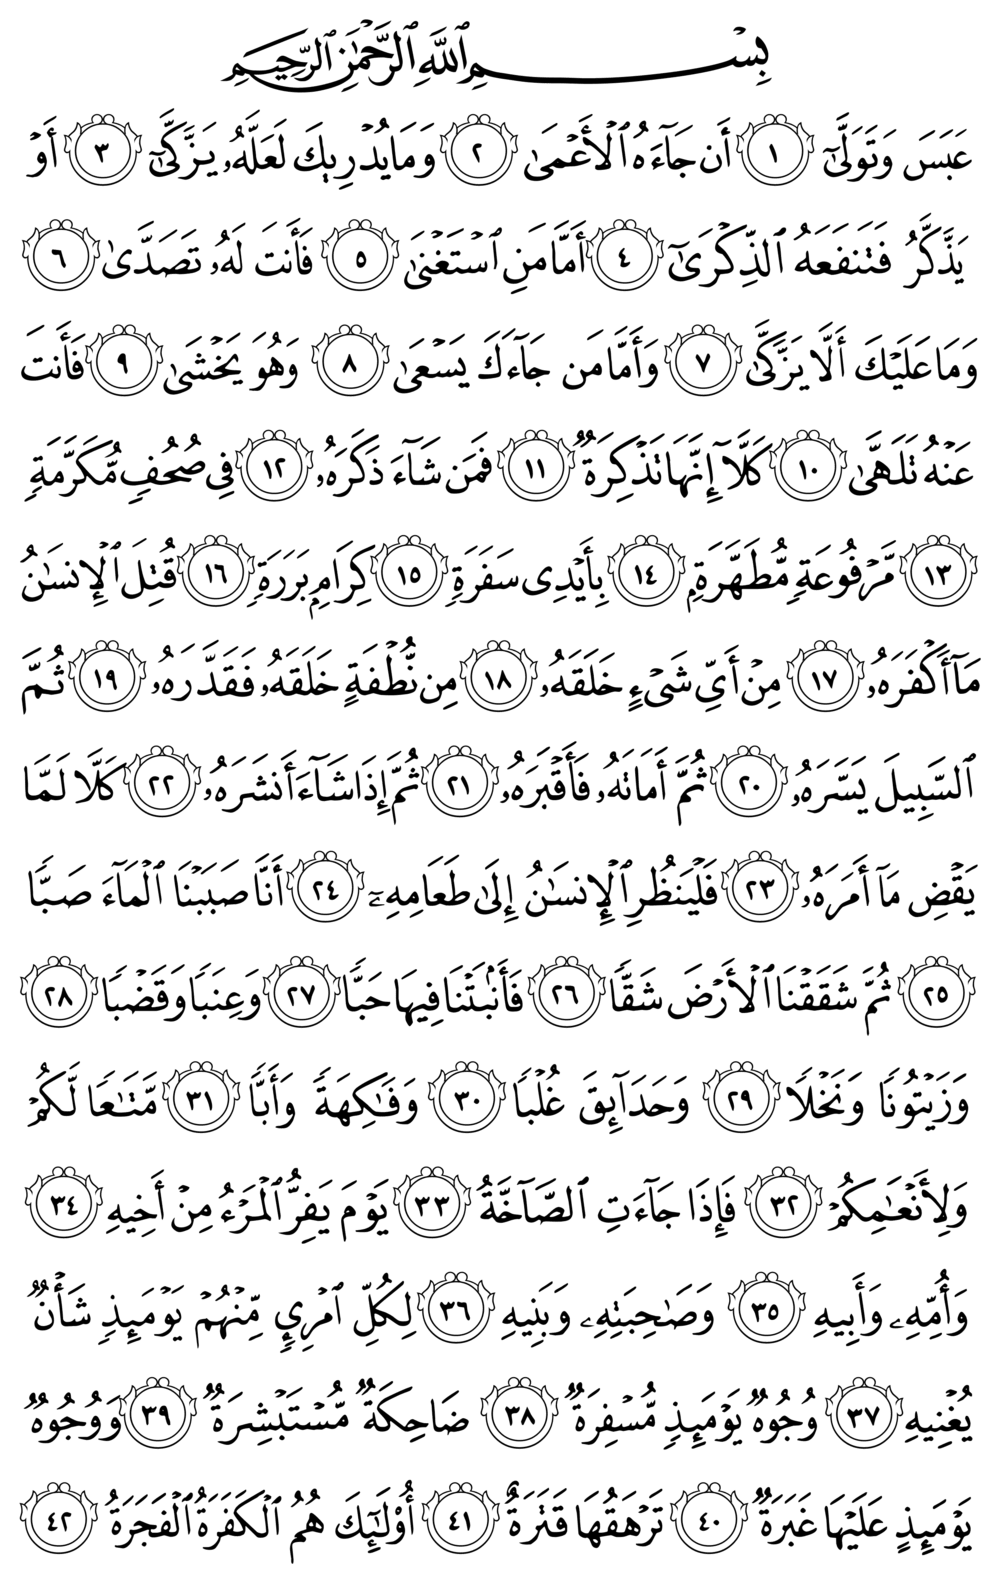 بِسْمِ ٱللَّهِ ٱلرَّحْمَٰنِ ٱلرَّحِيمِ
عَبَسَ وَتَوَلَّىٰٓ ١ أَن جَآءَهُ ٱلْأَعْمَىٰ ٢ وَمَا يُدْرِيكَ لَعَلَّهُۥ يَزَّكَّىٰٓ ٣ أَوْ
يَذَّكَّرُ فَتَنفَعَهُ ٱلذِّكْرَىٰٓ ٤ أَمَّا مَنِ ٱسْتَغْنَىٰ ٥ فَأَنتَ لَهُۥ تَصَدَّىٰ ٦
وَمَا عَلَيْكَ أَلَّا يَزَّكَّىٰ ٧ وَأَمَّا مَن جَآءَكَ يَسْعَىٰ ٨ وَهُوَ يَخْشَىٰ ٩ فَأَنتَ
عَنْهُ تَلَهَّىٰ ١٠ كَلَّآ إِنَّهَا تَذْكِرَةٌ ١١ فَمَن شَآءَ ذَكَرَهُۥ ١٢ فِى صُحُفٍ مُّكَرَّمَةٍ
١٣ مَّرْفُوعَةٍ مُّطَهَّرَةٍۭ ١٤ بِأَيْدِى سَفَرَةٍ ١٥ كِرَامٍۭ بَرَرَةٍ ١٦ قُتِلَ ٱلْإِنسَٰنُ
مَآ أَكْفَرَهُۥ ١٧ مِنْ أَىِّ شَىْءٍ خَلَقَهُۥ ١٨ مِن نُّطْفَةٍ خَلَقَهُۥ فَقَدَّرَهُۥ ١٩ ثُمَّ
ٱلسَّبِيلَ يَسَّرَهُۥ ٢٠ ثُمَّ أَمَاتَهُۥ فَأَقْبَرَهُۥ ٢١ ثُمَّ إِذَا شَآءَ أَنشَرَهُۥ ٢٢ كَلَّا لَمَّا
يَقْضِ مَآ أَمَرَهُۥ ٢٣ فَلْيَنظُرِ ٱلْإِنسَٰنُ إِلَىٰ طَعَامِهِۦٓ ٢٤ أَنَّا صَبَبْنَا ٱلْمَآءَ صَبًّا
٢٥ ثُمَّ شَقَقْنَا ٱلْأَرْضَ شَقًّا ٢٦ فَأَنۢبَتْنَا فِيهَا حَبًّا ٢٧ وَعِنَبًا وَقَضْبًا ٢٨
وَزَيْتُونًا وَنَخْلًا ٢٩ وَحَدَآئِقَ غُلْبًا ٣٠ وَفَٰكِهَةً وَأَبًّا ٣١ مَّتَٰعًا لَّكُمْ
وَلِأَنْعَٰمِكُمْ ٣٢ فَإِذَا جَآءَتِ ٱلصَّآخَّةُ ٣٣ يَوْمَ يَفِرُّ ٱلْمَرْءُ مِنْ أَخِيهِ ٣٤
وَأُمِّهِۦ وَأَبِيهِ ٣٥ وَصَٰحِبَتِهِۦ وَبَنِيهِ ٣٦ لِكُلِّ ٱمْرِئٍ مِّنْهُمْ يَوْمَئِذٍ شَأْنٌ
يُغْنِيهِ ٣٧ وُجُوهٌ يَوْمَئِذٍ مُّسْفِرَةٌ ٣٨ ضَاحِكَةٌ مُّسْتَبْشِرَةٌ ٣٩ وَوُجُوهٌ
يَوْمَئِذٍ عَلَيْهَا غَبَرَةٌ ٤٠ تَرْهَقُهَا قَتَرَةٌ ٤١ أُو۟لَٰٓئِكَ هُمُ ٱلْكَفَرَةُ ٱلْفَجَرَةُ ٤٢